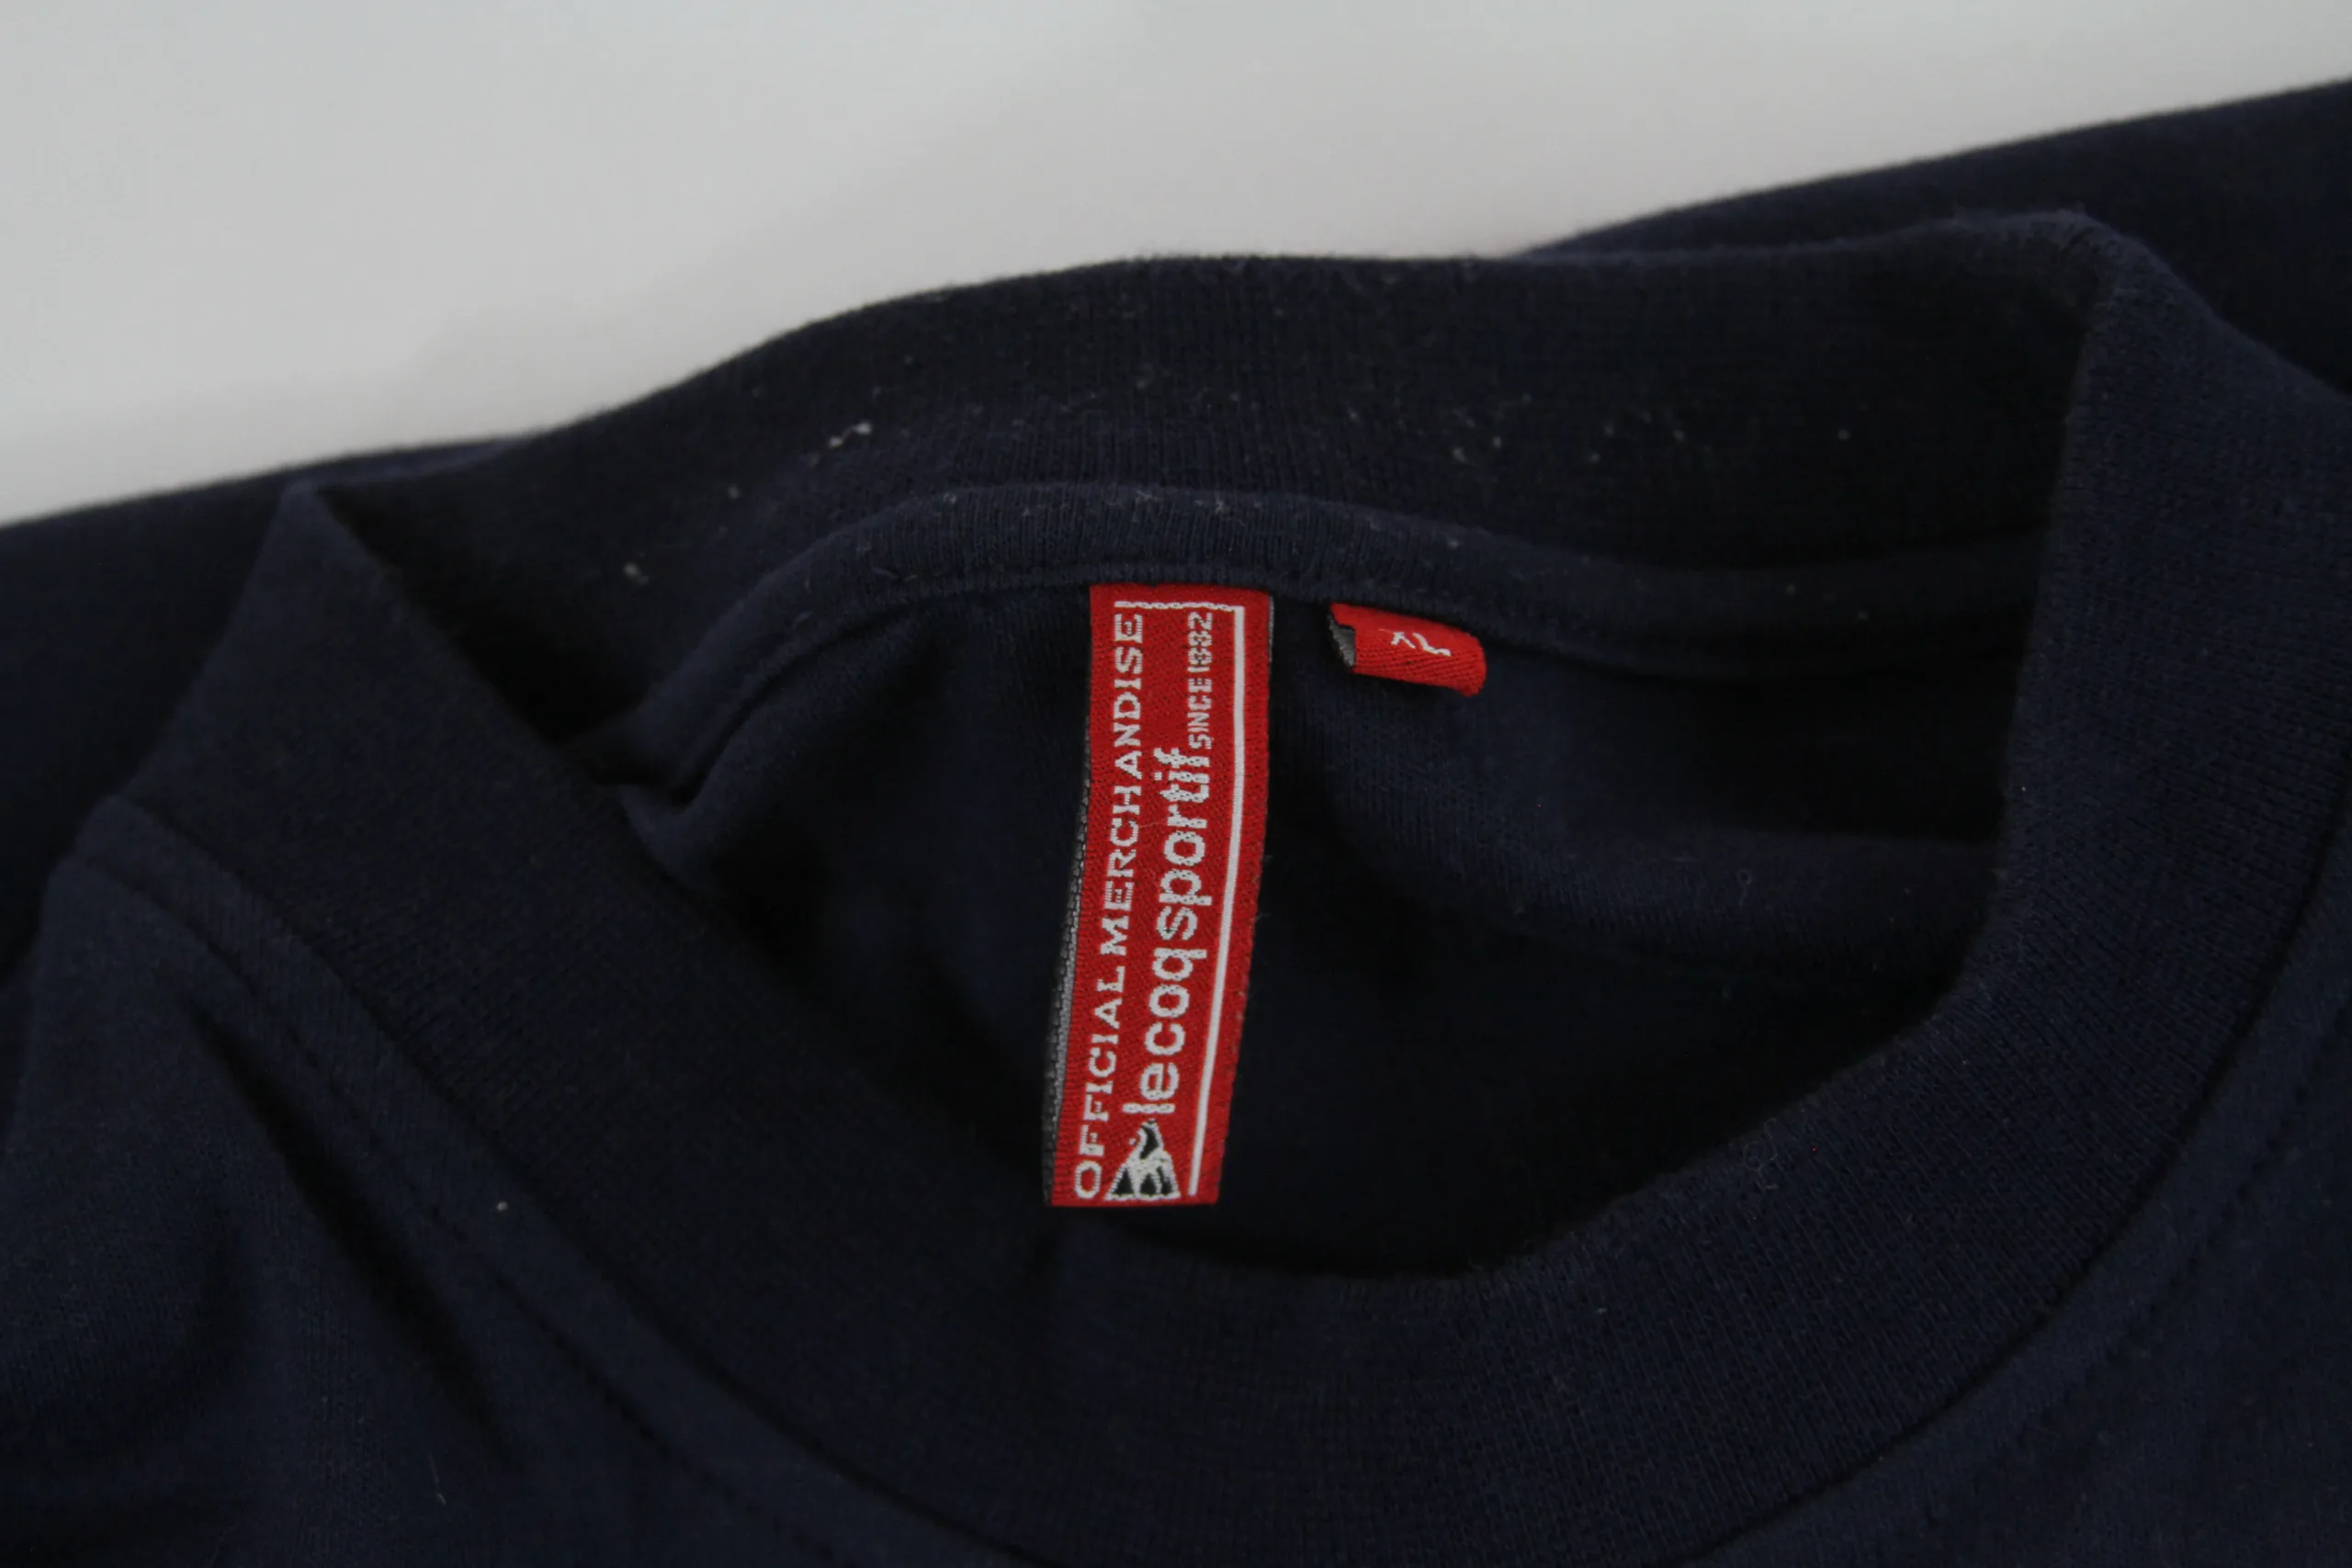 OFFICIAL MERCHANDISE
lecoqsportif SINCE 1882
XL